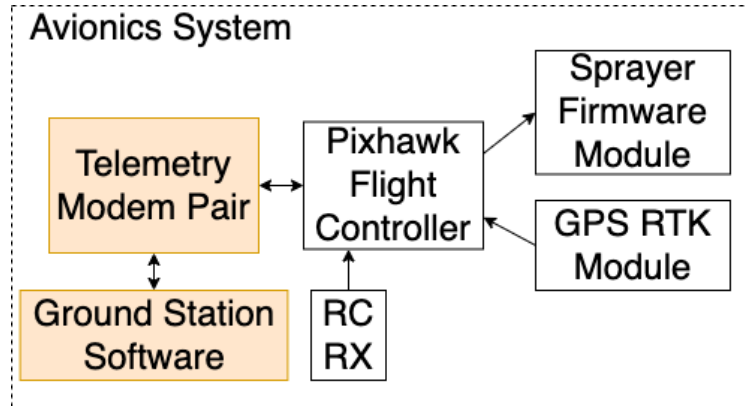 Avionics System
Sprayer
Firmware
Module
Telemetry
Modem Pair
Pixhawk
Flight
Controller
GPS RTK
Module
Ground Station
Software
RC
RX